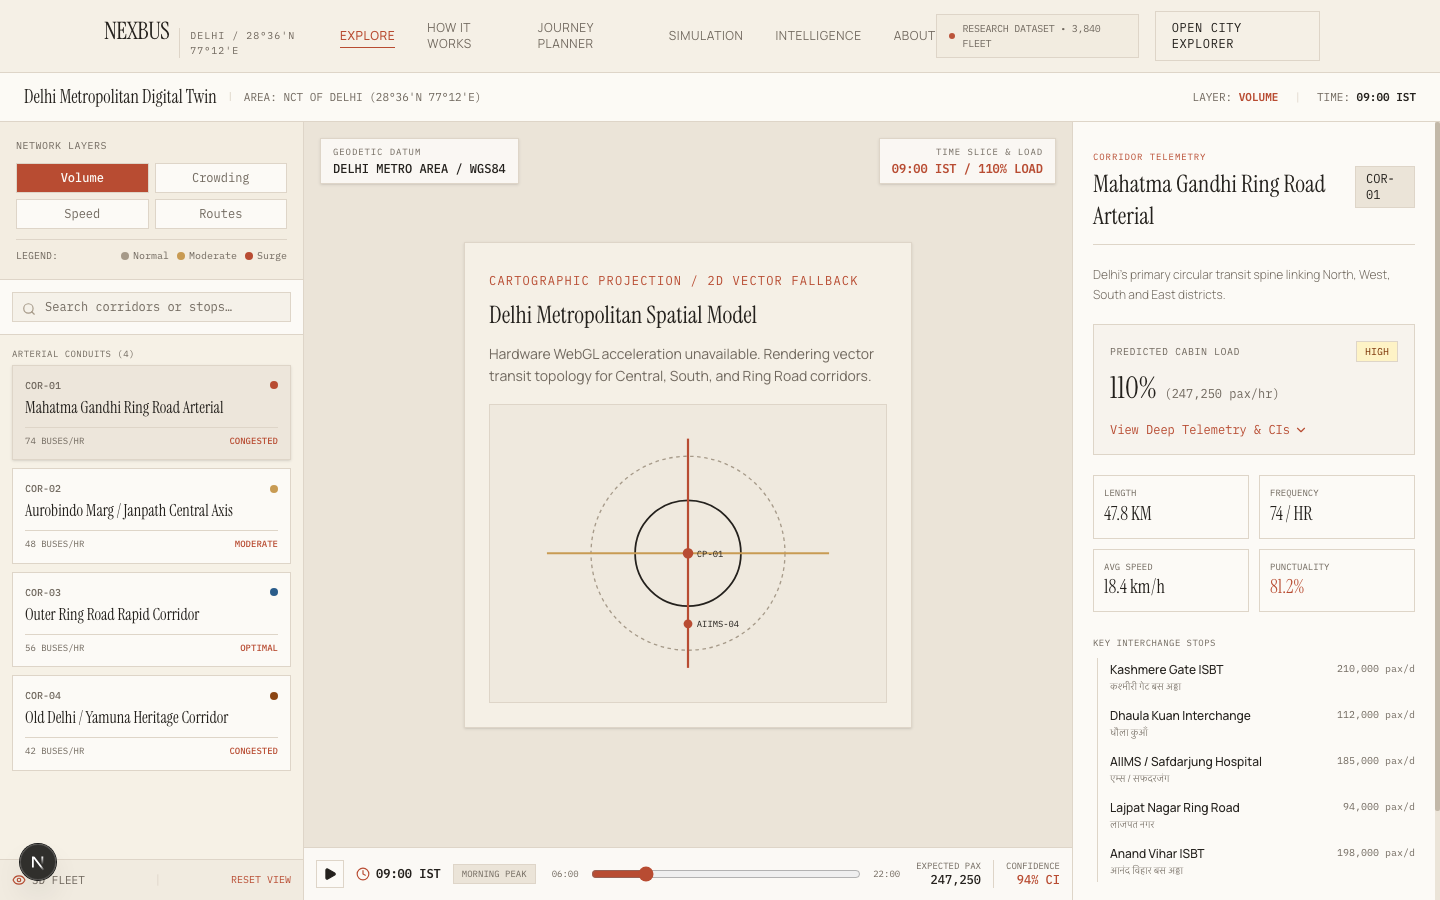 NEXBUS
DELHI / 28°36'N
77°12'E
EXPLORE
HOW IT
WORKS
JOURNEY
PLANNER
SIMULATION
INTELLIGENCE
ABOUT
RESEARCH DATASET • 3,840
FLEET
OPEN CITY
EXPLORER
Delhi Metropolitan Digital Twin
AREA: NCT OF DELHI (28°36'N 77°12'E)
LAYER: VOLUME
TIME: 09:00 IST
NETWORK LAYERS
Volume
Crowding
Speed
Routes
LEGEND:
Normal
Moderate
Surge
Search corridors or stops…
ARTERIAL CONDUITS (4)
COR-01
Mahatma Gandhi Ring Road Arterial
74 BUSES/HR
CONGESTED
COR-02
Aurobindo Marg / Janpath Central Axis
48 BUSES/HR
MODERATE
COR-03
Outer Ring Road Rapid Corridor
56 BUSES/HR
OPTIMAL
COR-04
Old Delhi / Yamuna Heritage Corridor
42 BUSES/HR
CONGESTED
N
FLEET
RESET VIEW
GEODETIC DATUM
DELHI METRO AREA / WGS84
TIME SLICE & LOAD
09:00 IST / 110% LOAD
CARTOGRAPHIC PROJECTION / 2D VECTOR FALLBACK
Delhi Metropolitan Spatial Model
Hardware WebGL acceleration unavailable. Rendering vector
transit topology for Central, South, and Ring Road corridors.
CP-01
AIIMS-04
09:00 IST
MORNING PEAK
06:00
22:00
EXPECTED PAX
247,250
CONFIDENCE
94% CI
CORRIDOR TELEMETRY
Mahatma Gandhi Ring Road
Arterial
COR-
01
Delhi's primary circular transit spine linking North, West,
South and East districts.
PREDICTED CABIN LOAD
HIGH
110% (247,250 pax/hr)
View Deep Telemetry & CIs
LENGTH
47.8 KM
FREQUENCY
74 / HR
AVG SPEED
18.4 km/h
PUNCTUALITY
81.2%
KEY INTERCHANGE STOPS
Kashmere Gate ISBT
210,000 pax/d
कश्मीरी गेट बस अड्डा
Dhaula Kuan Interchange
112,000 pax/d
धौला कुआँ
AIIMS / Safdarjung Hospital
185,000 pax/d
एम्स / सफदरजंग
Lajpat Nagar Ring Road
94,000 pax/d
लाजपत नगर
Anand Vihar ISBT
198,000 pax/d
आनंद विहार बस अड्डा